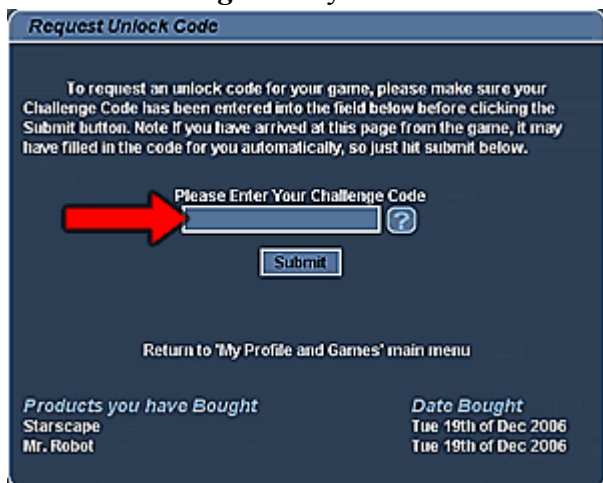 Request Unlock Code
To request an unlock code for your game, please make sure your
Challenge Code has been entered into the field below before clicking the
Submit button. Note If you have arrived at this page from the game, it may
have filled in the code for you automatically, so just hit submit below.
Please Enter Your Challenge Code
?
Submit
Return to 'My Profile and Games' main menu
Products you have Bought Date Bought
Starscape Tue 19th of Dec 2006
Mr. Robot Tue 19th of Dec 2006